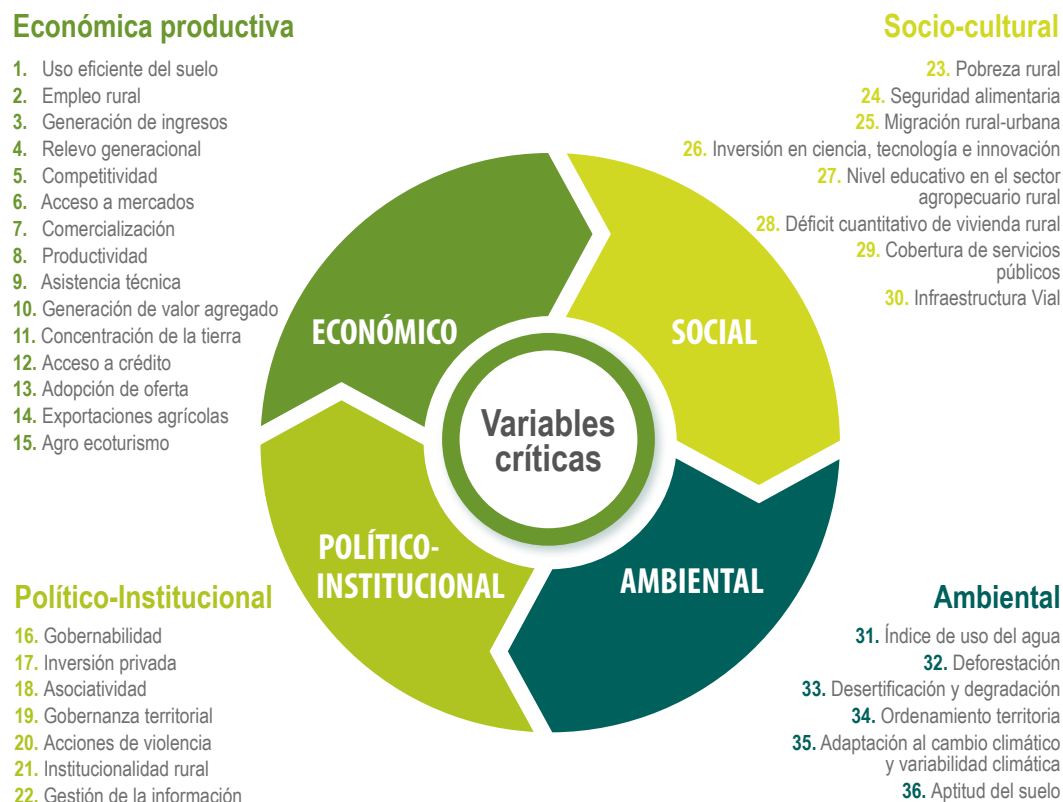 Económica productiva
1. Uso eficiente del suelo
2. Empleo rural
3. Generación de ingresos
4. Relevo generacional
5. Competitividad
6. Acceso a mercados
7. Comercialización
8. Productividad
9. Asistencia técnica
10. Generación de valor agregado
11. Concentración de la tierra
12. Acceso a crédito
13. Adopción de oferta
14. Exportaciones agrícolas
15. Agro ecoturismo
Socio-cultural
23. Pobreza rural
24. Seguridad alimentaria
25. Migración rural-urbana
26. Inversión en ciencia, tecnología e innovación
27. Nivel educativo en el sector
agropecuario rural
28. Déficit cuantitativo de vivienda rural
29. Cobertura de servicios
públicos
30. Infraestructura Vial
ECONÓMICO
SOCIAL
Variables
críticas
POLÍTICO-
INSTITUCIONAL
AMBIENTAL
Político-Institucional
16. Gobernabilidad
17. Inversión privada
18. Asociatividad
19. Gobernanza territorial
20. Acciones de violencia
21. Institucionalidad rural
22. Gestión de la información
Ambiental
31. Índice de uso del agua
32. Deforestación
33. Desertificación y degradación
34. Ordenamiento territoria
35. Adaptación al cambio climático
y variabilidad climática
36. Aptitud del suelo